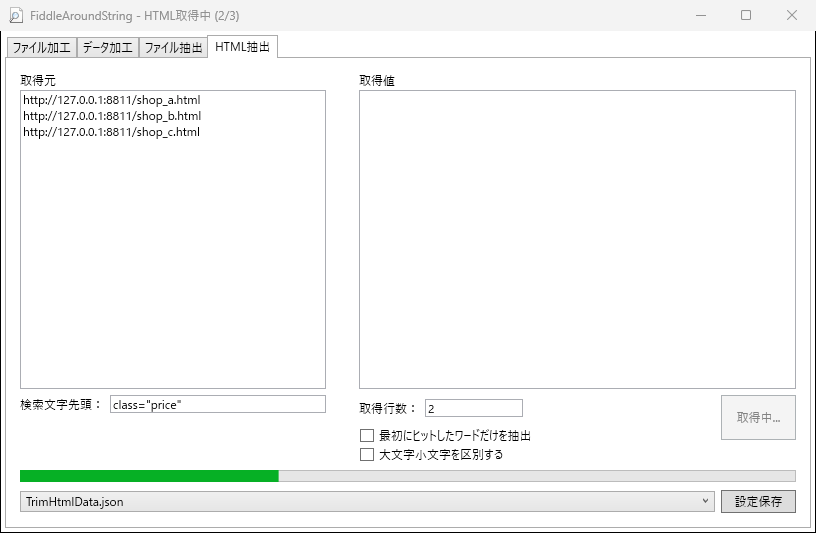 FiddleAroundString - HTML取得中 (2/3)
ファイル加工 データ加工 ファイル抽出 HTML抽出
取得元
http://127.0.0.1:8811/shop_a.html
http://127.0.0.1:8811/shop_b.html
http://127.0.0.1:8811/shop_c.html
取得値
検索文字先頭： class="price"
取得行数： 2
最初にヒットしたワードだけを抽出
大文字小文字を区別する
取得中...
TrimHtmlData.json
設定保存